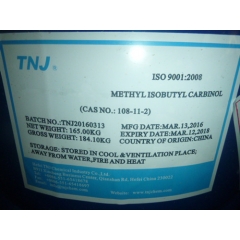 TNJ
ISO 9001:2008
METHYL ISOBUTYL CARBINOL
(CAS NO.: 108-11-2)
BATCH NO.:TNJ20160313 MFG DATE:MAR.13,2016
NET WEIGHT: 165.00KG EXPIRY DATE:MAR.12,2018
GROSS WEIGHT: 184.10KG COUNTRY OF ORIGIN:CHINA
STORAGE: STORED IN COOL &VENTILATION PLACE;
AWAY FROM WATER,FIRE AND HEAT